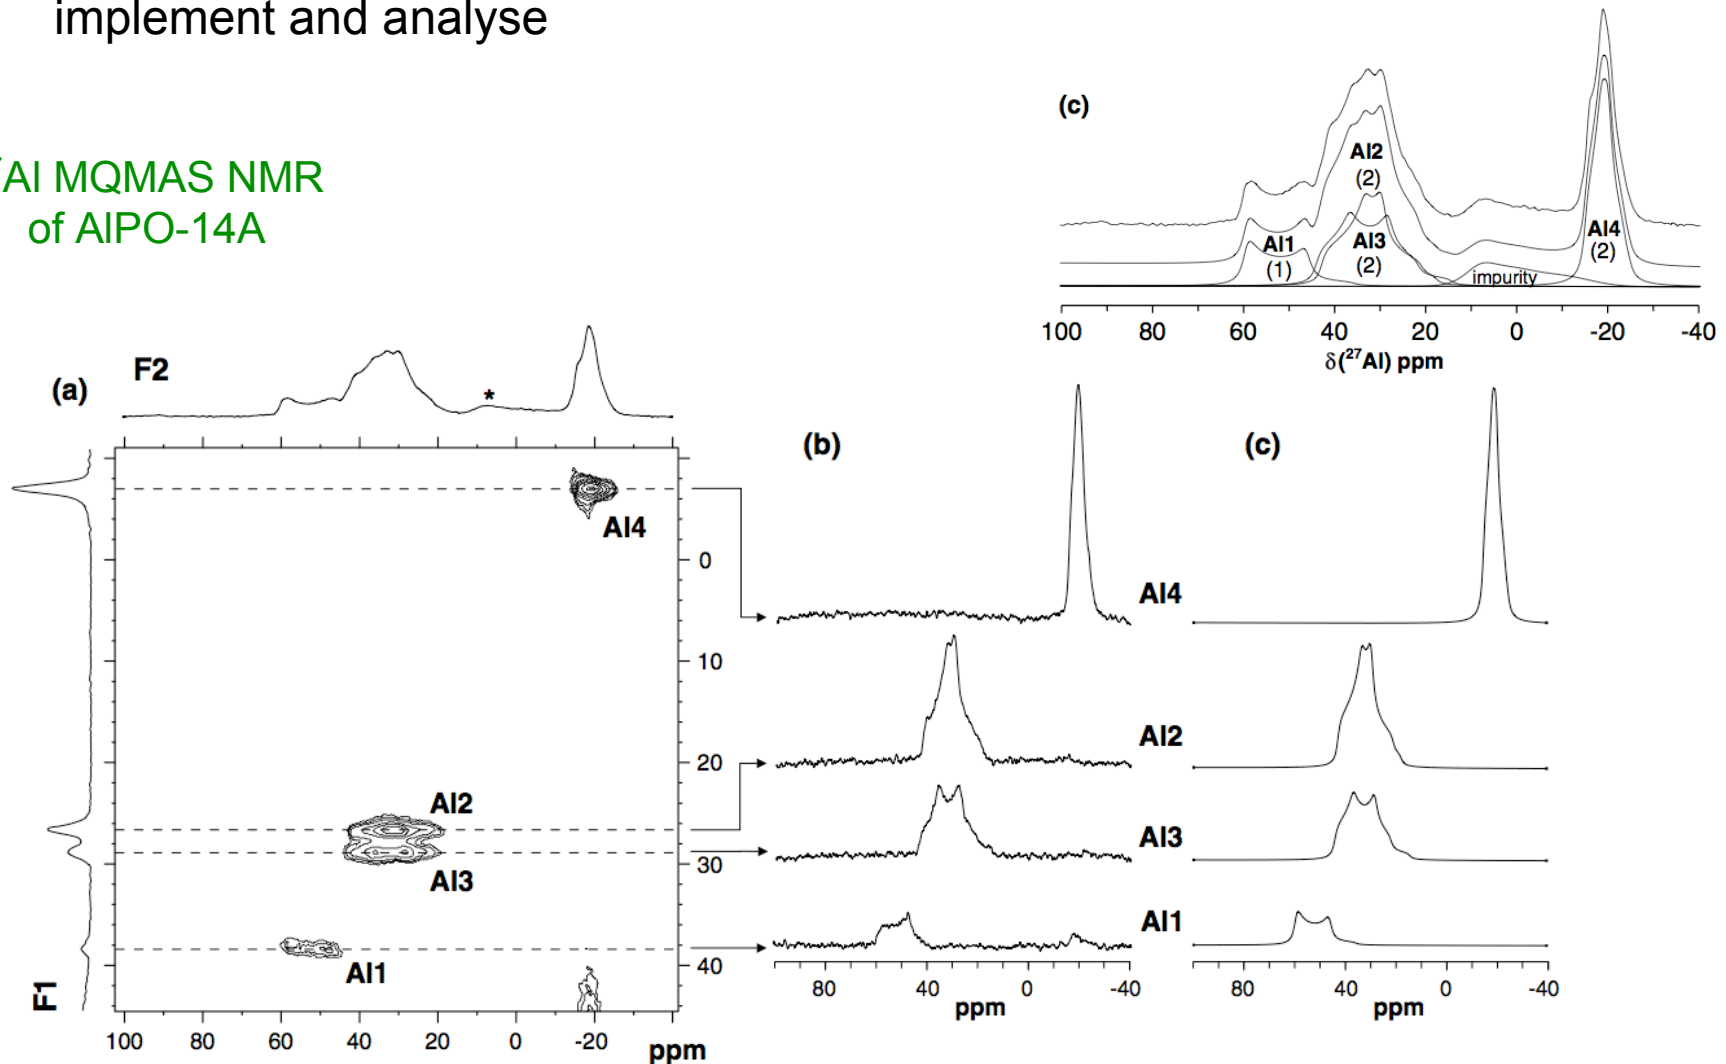 implement and analyse
Al MQMAS NMR
of AlPO-14A
(c)
Al2
(2)
Al1
(1)
Al3
(2)
Al4
(2)
impurity
100 80 60 40 20 0 -20 -40
δ(²⁷Al) ppm
(a)
F2
*
(b)
(c)
Al4
0
10
20
30
40
Al2
Al3
Al1
F1
100 80 60 40 20 0 -20 ppm
Al4
Al2
Al3
Al1
80 40 0 -40
ppm
80 40 0 -40
ppm